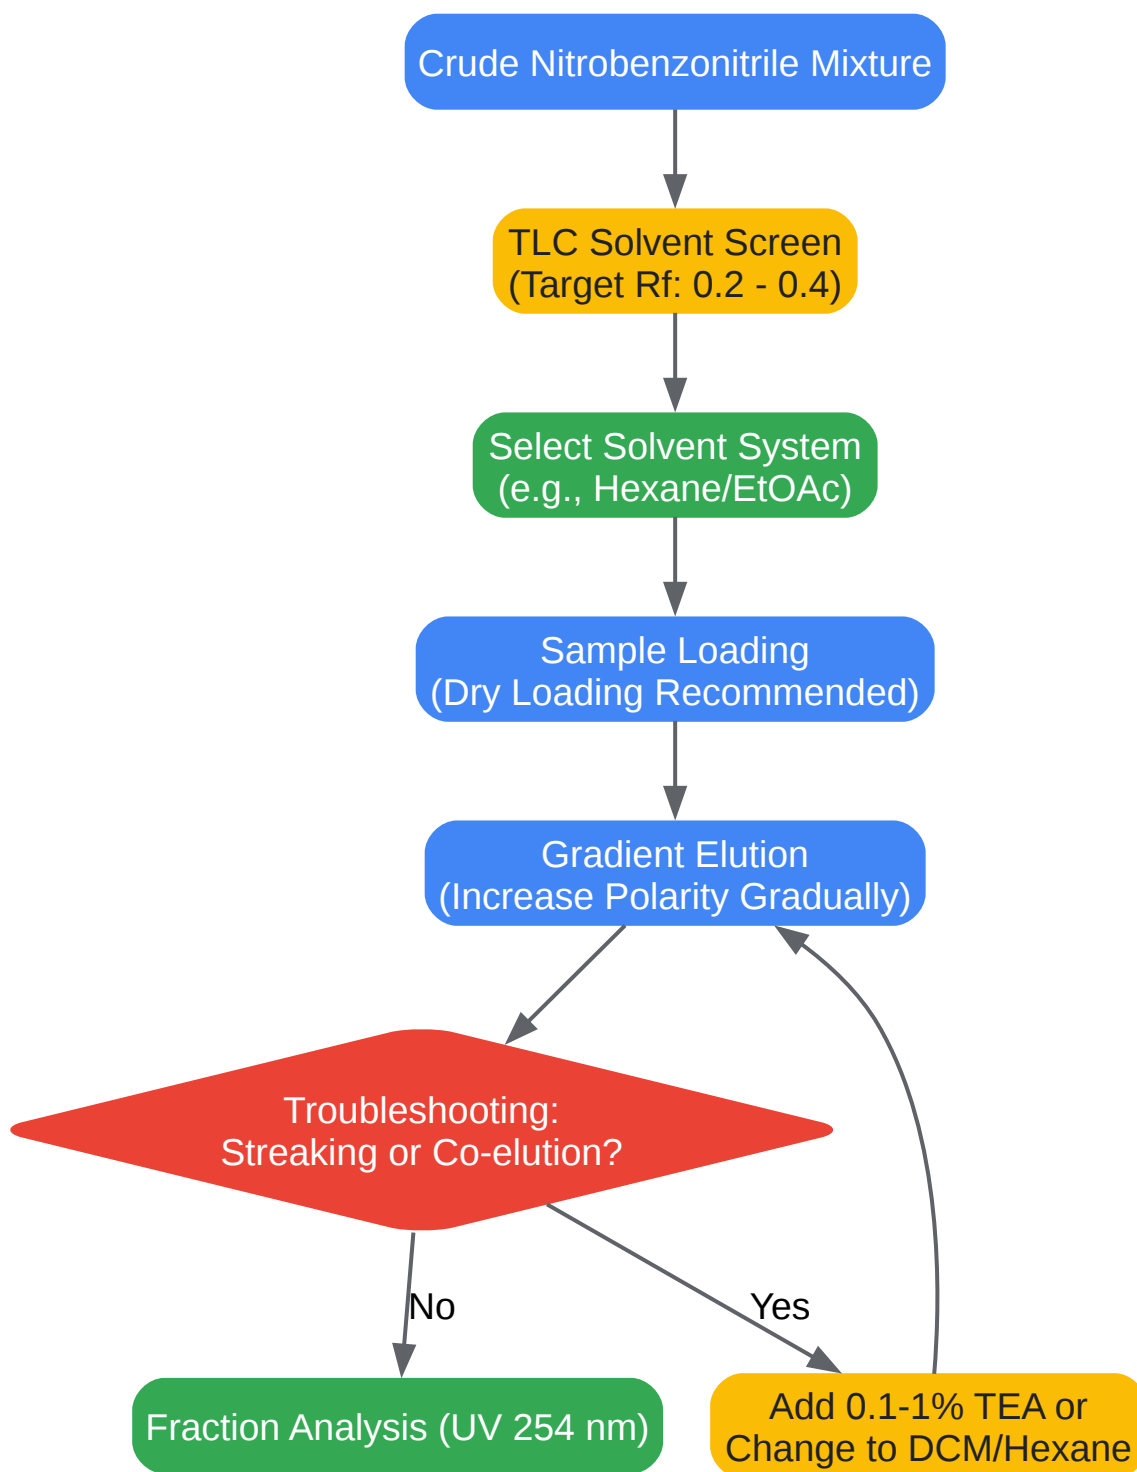 Crude Nitrobenzonitrile Mixture
TLC Solvent Screen
(Target Rf: 0.2 - 0.4)
Select Solvent System
(e.g., Hexane/EtOAc)
Sample Loading
(Dry Loading Recommended)
Gradient Elution
(Increase Polarity Gradually)
Troubleshooting:
Streaking or Co-elution?
No
Yes
Fraction Analysis (UV 254 nm)
Add 0.1-1% TEA or
Change to DCM/Hexane